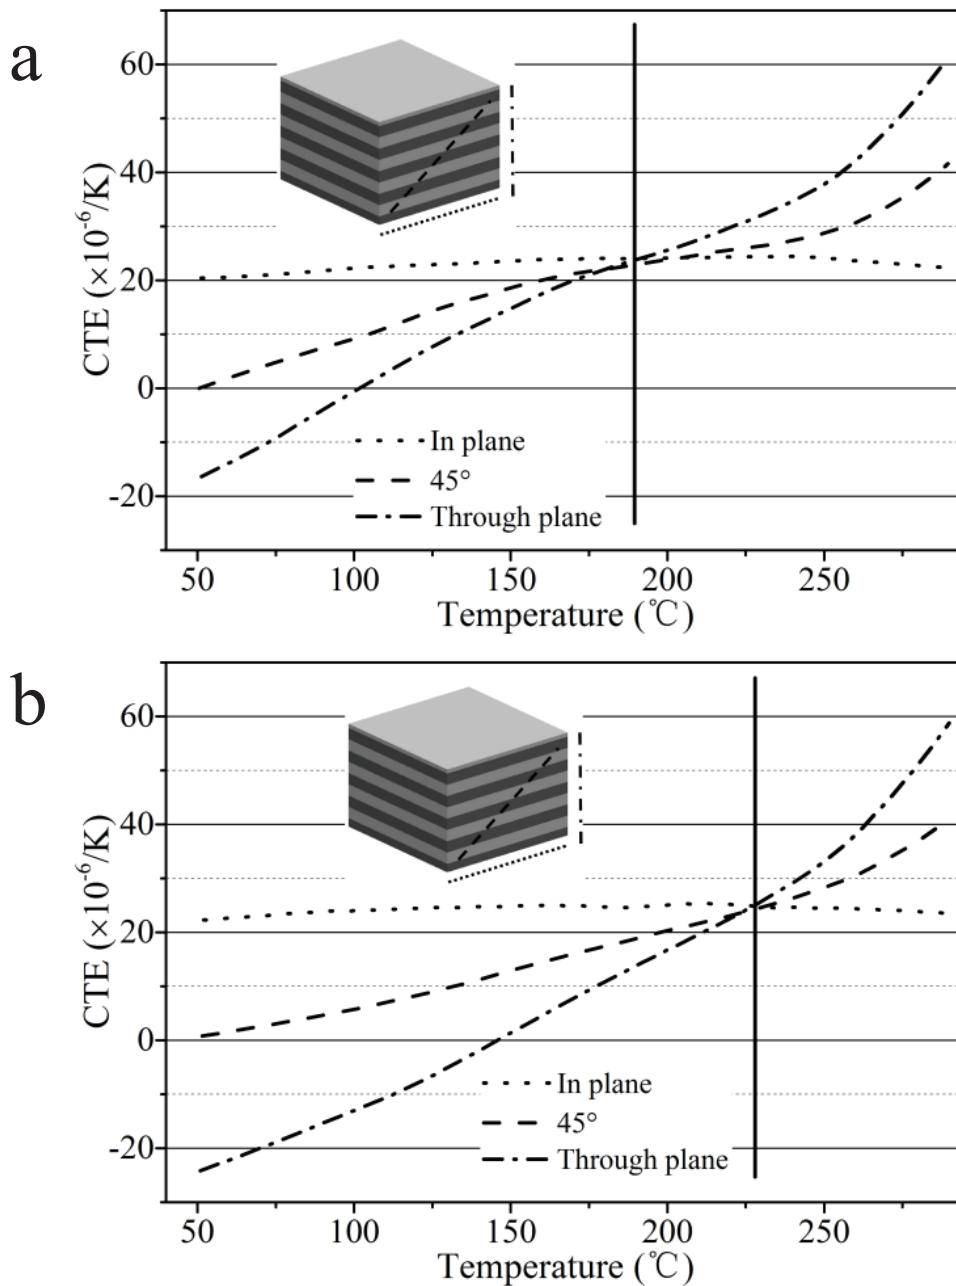 a
60
40
20
0
-20
CTE (×10⁻⁶/K)
In plane
45°
Through plane
50 100 150 200 250
Temperature (℃)
b
60
40
20
0
-20
CTE (×10⁻⁶/K)
In plane
45°
Through plane
50 100 150 200 250
Temperature (℃)